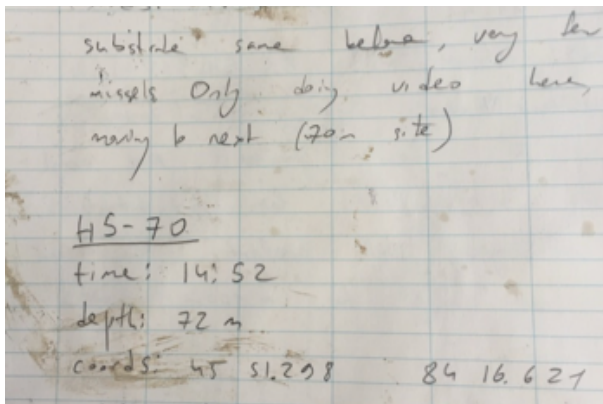 substrate same below, very few
missels Only doing video here,
moving to next (70m site)
HS-70
time: 14:52
depth: 72 m
coords: 45 51.298 84 16.621